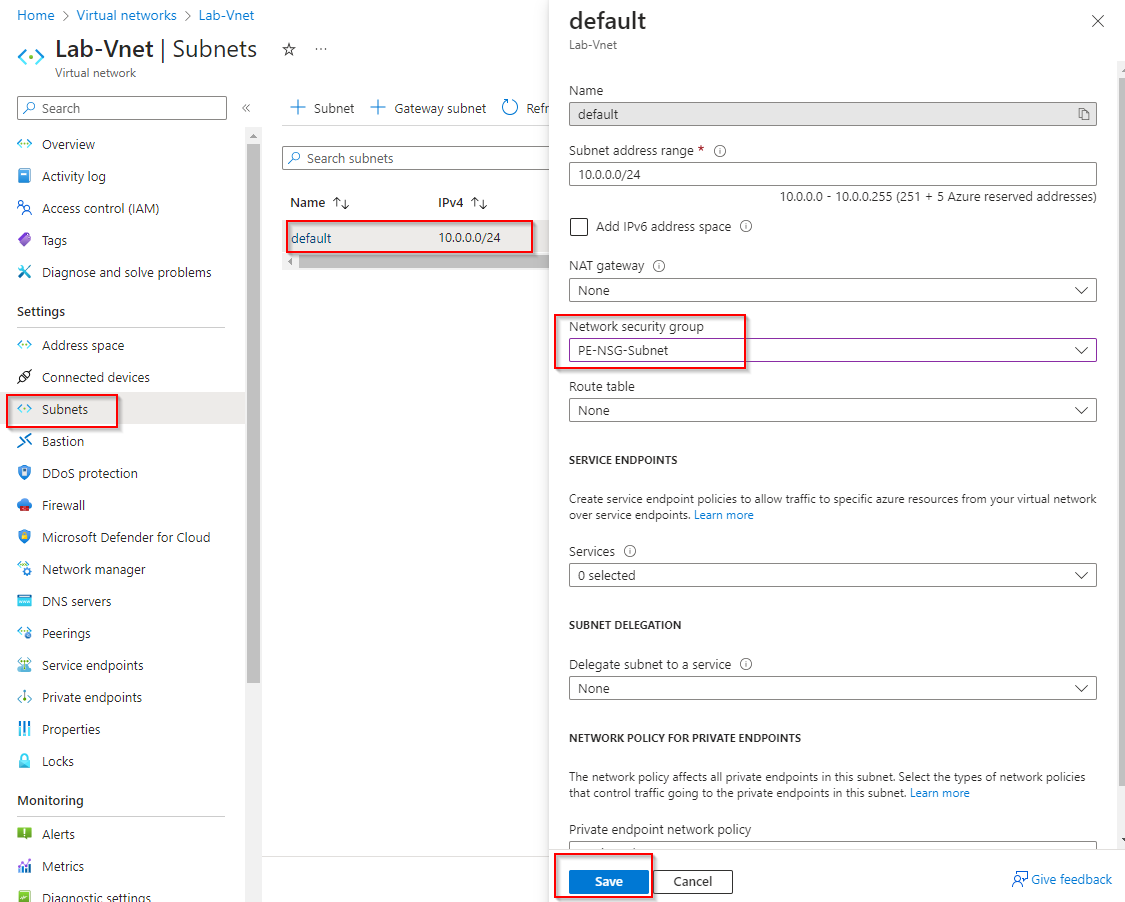 Home > Virtual networks > Lab-Vnet
Lab-Vnet | Subnets
Virtual network
Search
Overview
Activity log
Access control (IAM)
Tags
Diagnose and solve problems
Settings
Address space
Connected devices
Subnets
Bastion
DDoS protection
Firewall
Microsoft Defender for Cloud
Network manager
DNS servers
Peerings
Service endpoints
Private endpoints
Properties
Locks
Monitoring
Alerts
Metrics
Diagnostic settings
Subnet
Gateway subnet
Refr
Search subnets
Name IPv4
default 10.0.0.0/24
default
Lab-Vnet
Name
default
Subnet address range *
10.0.0.0/24
10.0.0.0 - 10.0.0.255 (251 + 5 Azure reserved addresses)
Add IPv6 address space
NAT gateway
None
Network security group
PE-NSG-Subnet
Route table
None
SERVICE ENDPOINTS
Create service endpoint policies to allow traffic to specific azure resources from your virtual network
over service endpoints. Learn more
Services
0 selected
SUBNET DELEGATION
Delegate subnet to a service
None
NETWORK POLICY FOR PRIVATE ENDPOINTS
The network policy affects all private endpoints in this subnet. Select the types of network policies
that control traffic going to the private endpoints in this subnet. Learn more
Private endpoint network policy
Save
Cancel
Give feedback